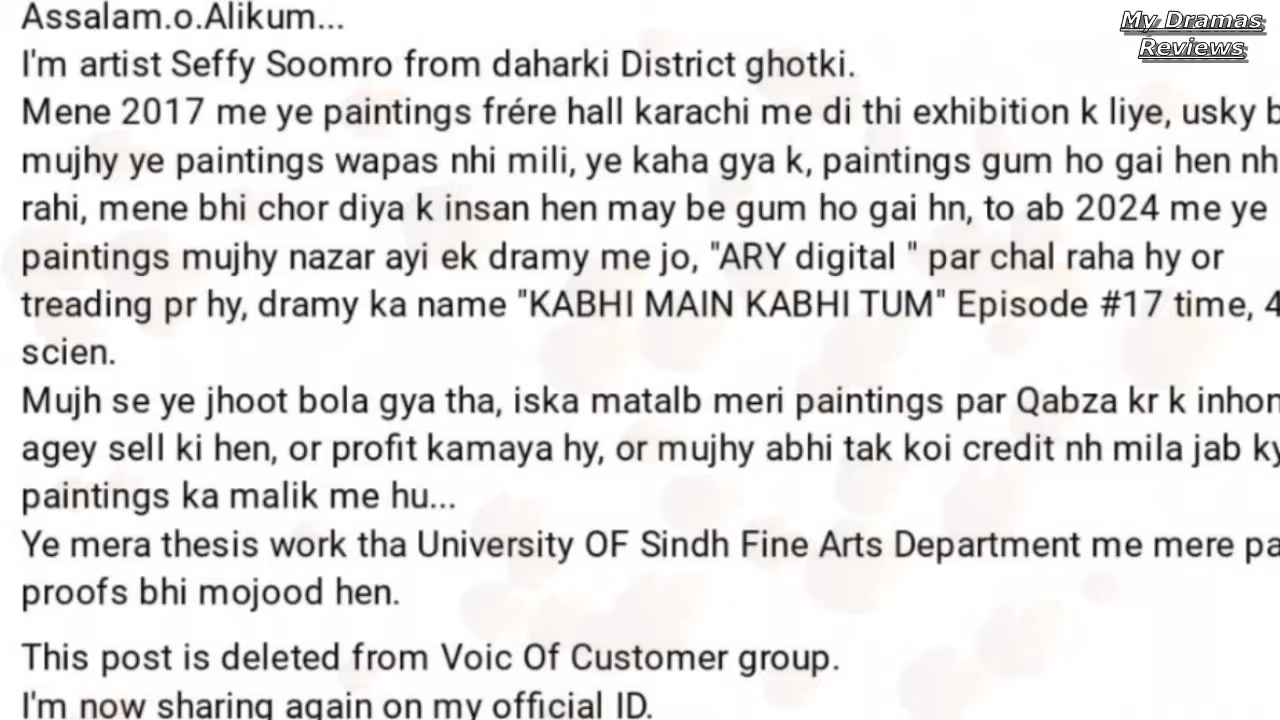 Assalam.o.Alikum...
My Dramas
Reviews
I'm artist Seffy Soomro from daharki District ghotki.
Mene 2017 me ye paintings frére hall karachi me di thi exhibition k liye, usky
mujhy ye paintings wapas nhi mili, ye kaha gya k, paintings gum ho gai hen
rahi, mene bhi chor diya k insan hen may be gum ho gai hn, to ab 2024 me ye
paintings mujhy nazar ayi ek dramy me jo, "ARY digital " par chal raha hy or
treading pr hy, dramy ka name "KABHI MAIN KABHI TUM" Episode #17 time, 4
scien.
Mujh se ye jhoot bola gya tha, iska matalb meri paintings par Qabza kr k
agey sell ki hen, or profit kamaya hy, or mujhy abhi tak koi credit nh mila jab
paintings ka malik me hu...
Ye mera thesis work tha University OF Sindh Fine Arts Department me mere
proofs bhi mojood hen.
This post is deleted from Voic Of Customer group.
I'm now sharing again on my official ID.